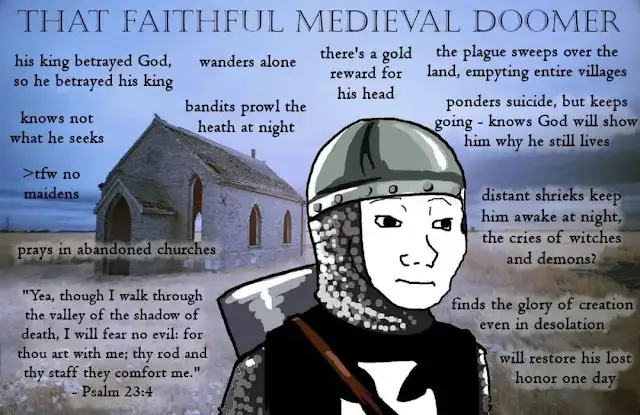 THAT FAITHFUL MEDIEVAL DOOMER
his king betrayed God,
so he betrayed his king
wanders alone
there's a gold
reward for
his head
the plague sweeps over the
land, empyting entire villages
knows not
what he seeks
bandits prowl the
heath at night
ponders suicide, but keeps
going - knows God will show
him why he still lives
>tfw no
maidens
distant shrieks keep
him awake at night,
the cries of witches
and demons?
prays in abandoned churches
"Yea, though I walk through
the valley of the shadow of
death, I will fear no evil: for
thou art with me; thy rod and
thy staff they comfort me."
- Psalm 23:4
finds the glory of creation
even in desolation
will restore his lost
honor one day